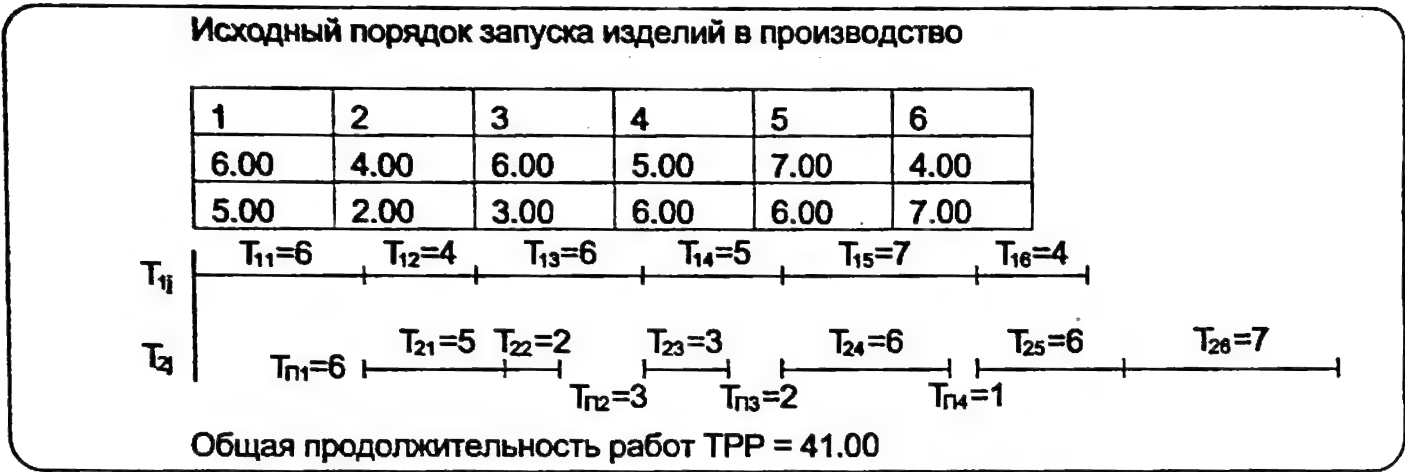 Исходный порядок запуска изделий в производство
1 2 3 4 5 6
6.00 4.00 6.00 5.00 7.00 4.00
5.00 2.00 3.00 6.00 6.00 7.00
T₁₁=6 T₁₂=4 T₁₃=6 T₁₄=5 T₁₅=7 T₁₆=4
T₁ⱼ
T₂₁=5 T₂₂=2 T₂₃=3 T₂₄=6 T₂₅=6 T₂₆=7
T₂ⱼ Tп1=6
Tп2=3 Tп3=2 Tп4=1
Общая продолжительность работ ТРР = 41.00